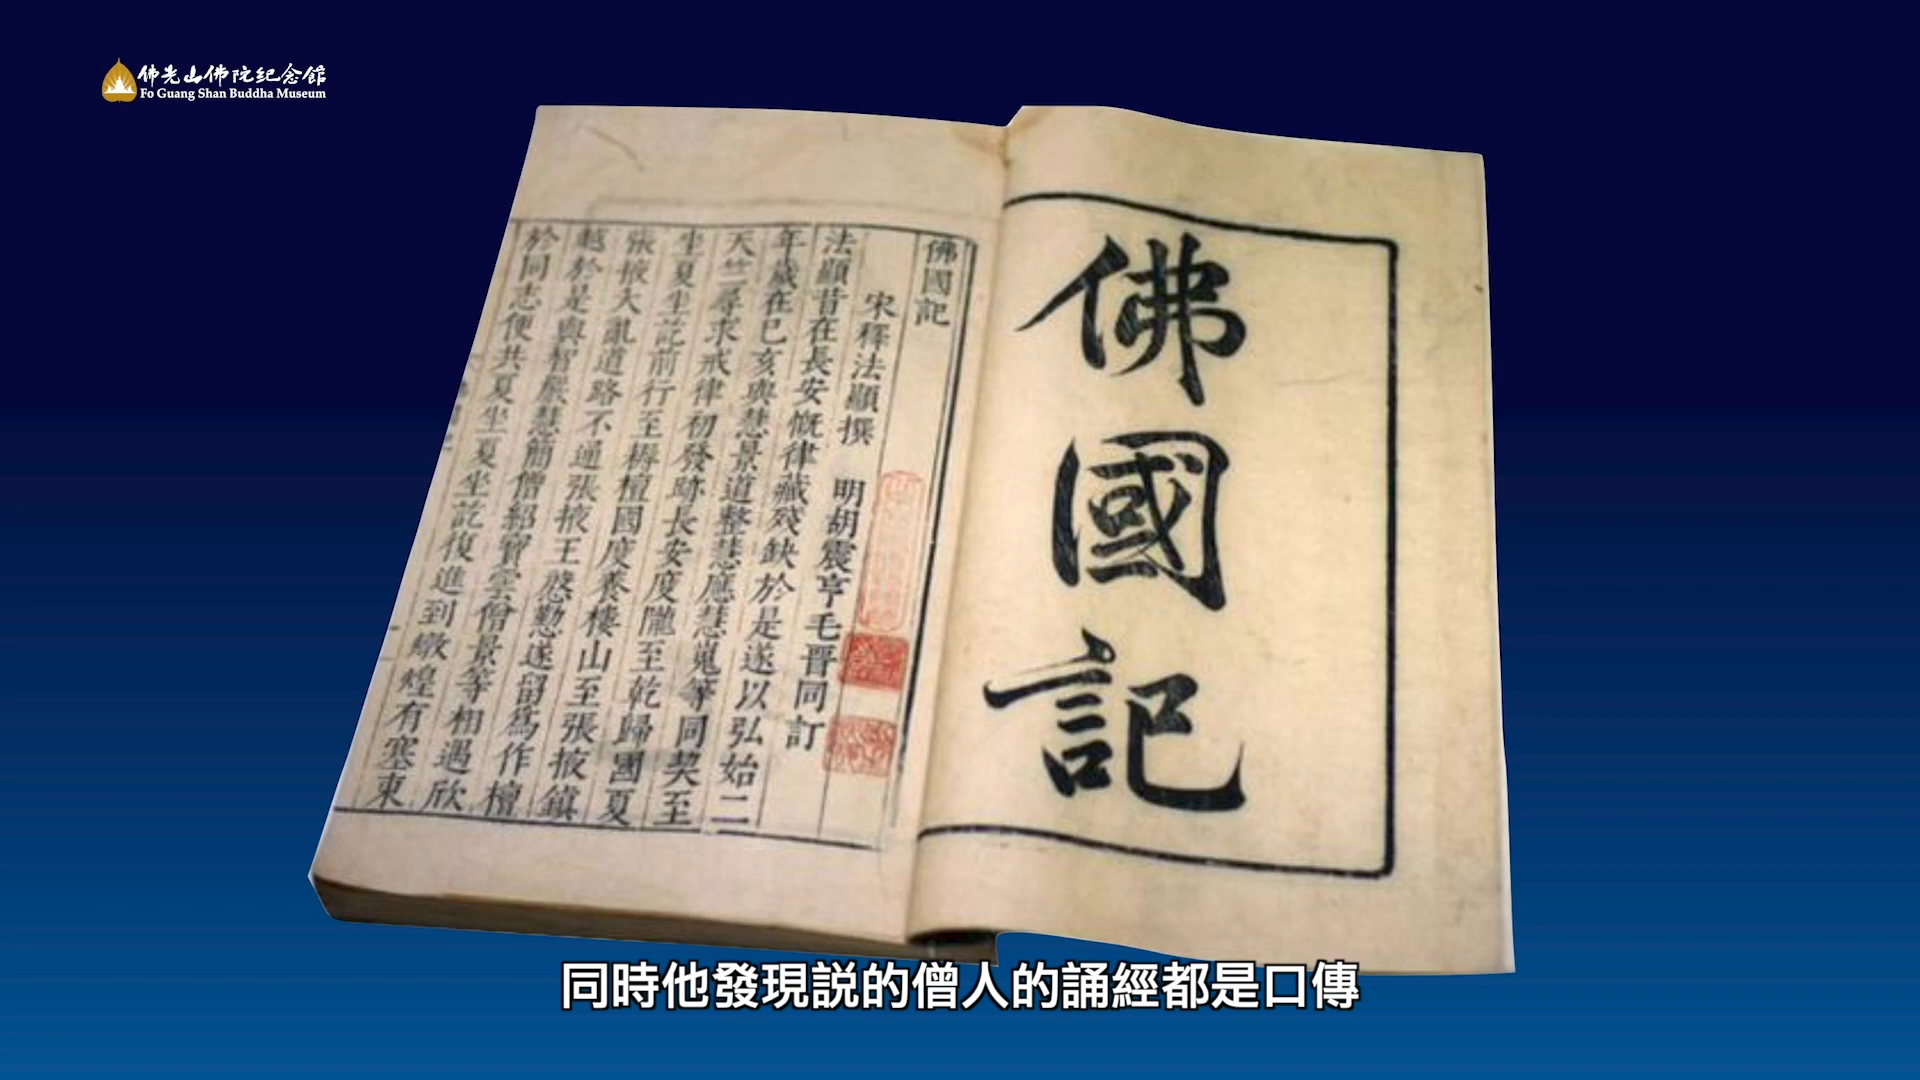 佛光山佛陀紀念館
Fo Guang Shan Buddha Museum
佛國記
佛國記
宋釋法顯撰 明胡震亨毛晉同訂
法顯昔在長安慨律藏殘缺於是遂以弘始二
年歲在已亥與慧景道整慧應慧嵬等同契至
天竺尋求戒律初發跡長安度隴至乾歸國夏
坐夏坐訖前行至褥檀國度養樓山至張掖鎮
張掖大亂道路不通張掖王慇懃遂留爲作檀
越於是與智嚴慧簡僧紹寶雲僧景等相遇欣
於同志便共夏坐夏坐訖復進到燉煌有塞東
同時他發現説的僧人的誦經都是口傳